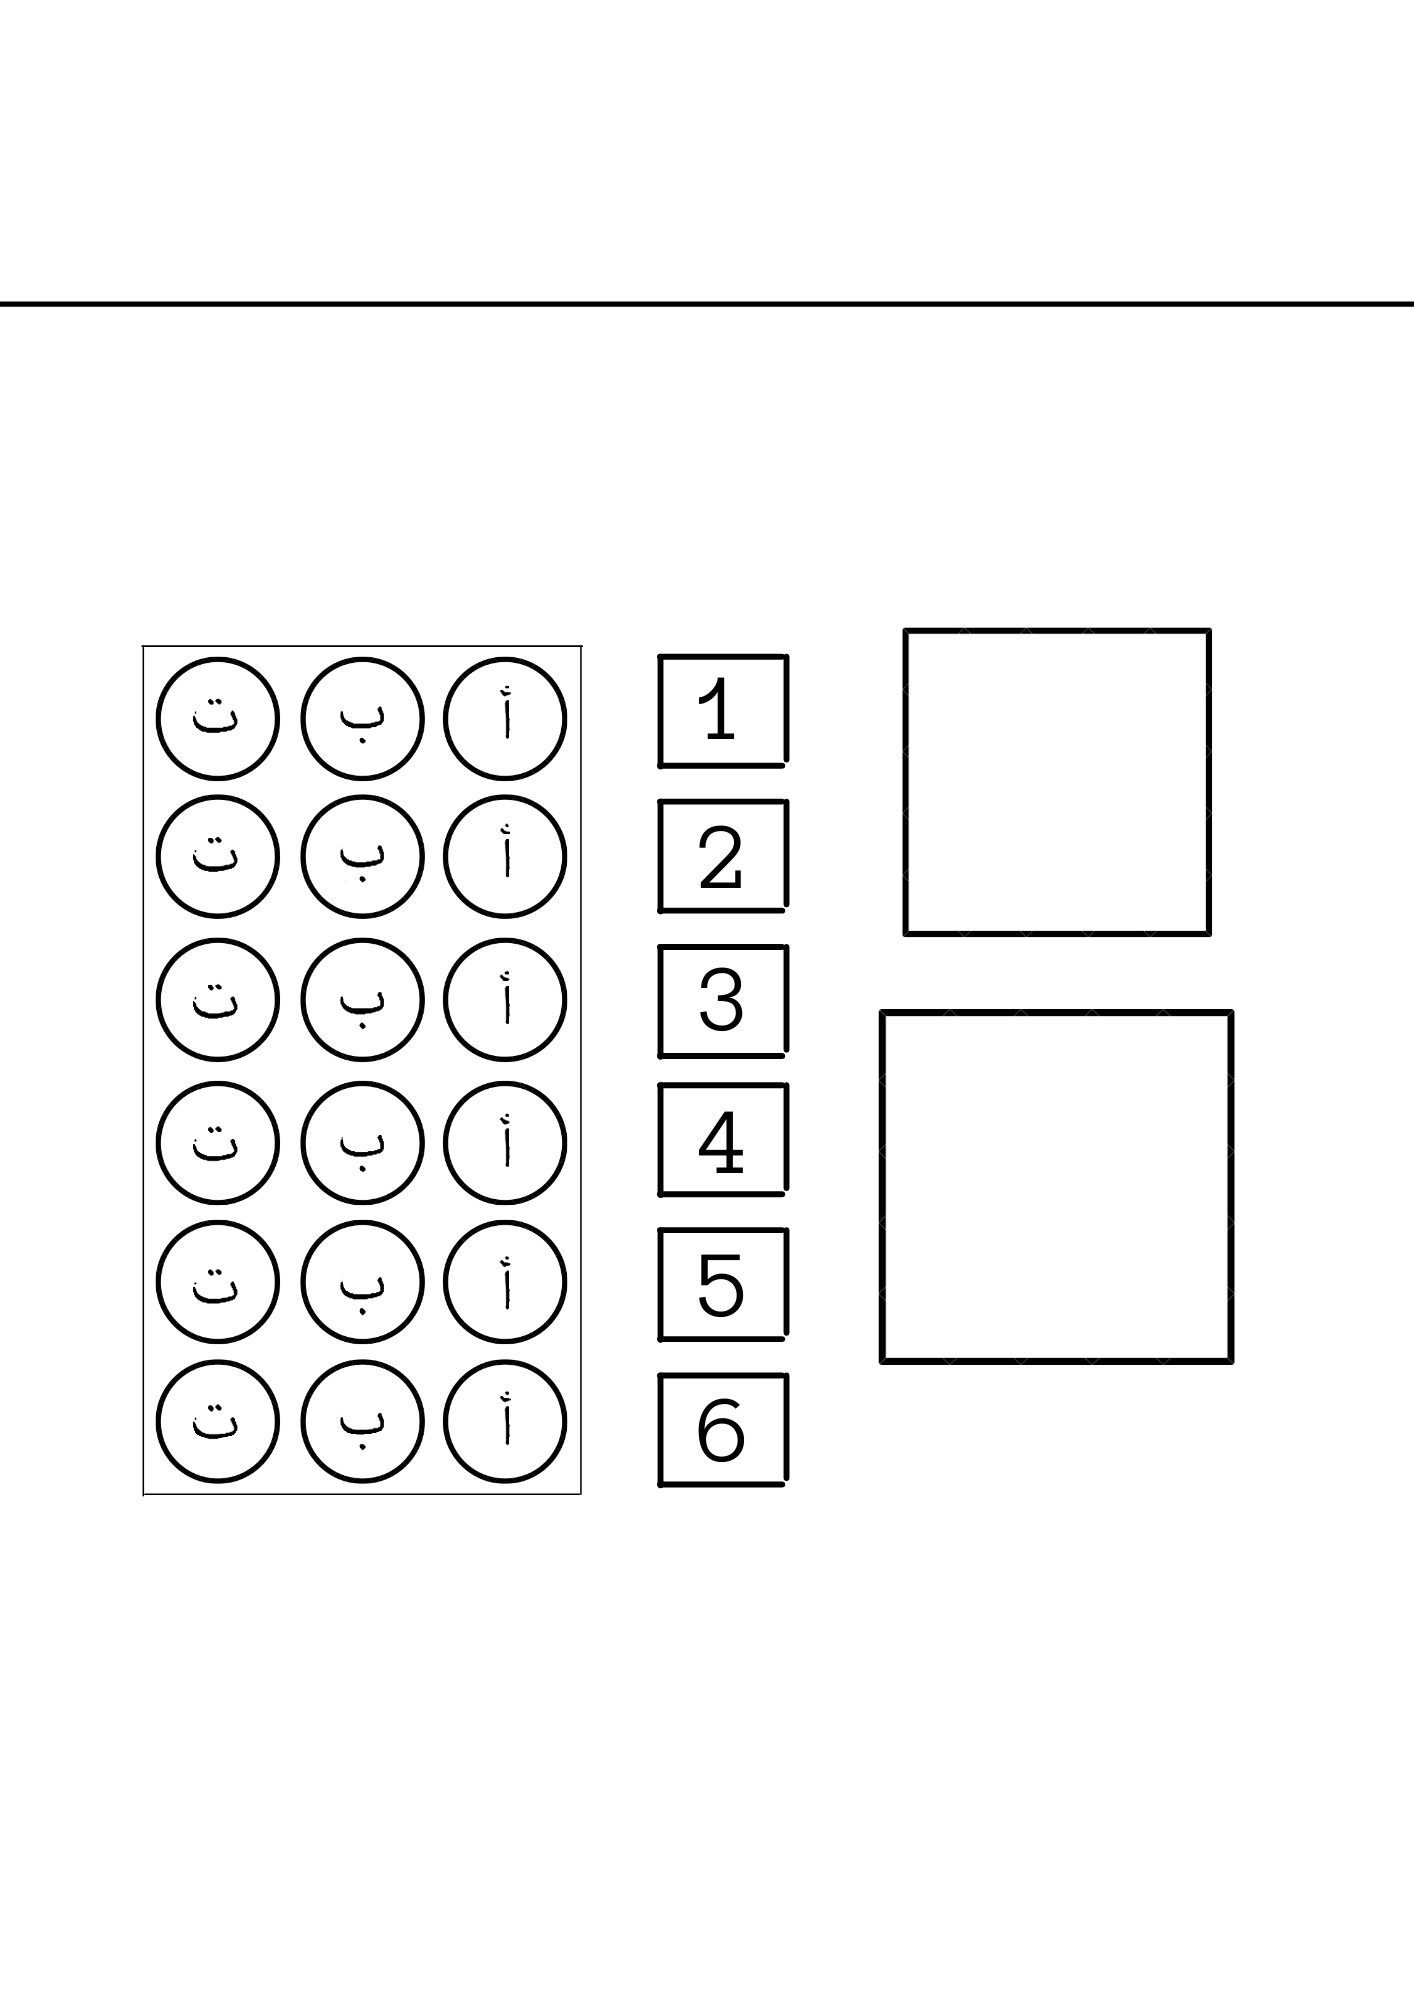 1 أ ب ت
2 أ ب ت
3 أ ب ت
4 أ ب ت
5 أ ب ت
6 أ ب ت